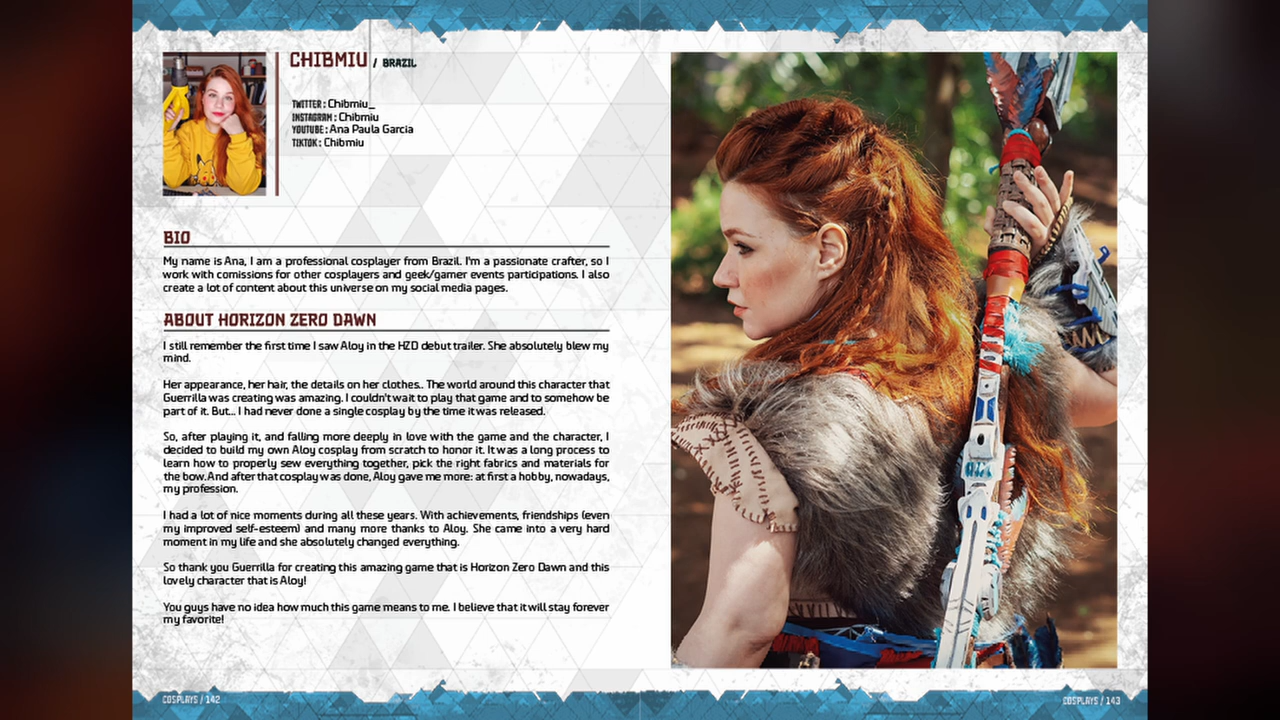 CHIBMIU / BRAZIL
TWITTER : Chibmiu_
INSTAGRAM : Chibmiu
YOUTUBE : Ana Paula Garcia
TIKTOK : Chibmiu
BIO
My name is Ana, I am a professional cosplayer from Brazil. I'm a passionate crafter, so I
work with comissions for other cosplayers and geek/gamer events participations. I also
create a lot of content about this universe on my social media pages.
ABOUT HORIZON ZERO DAWN
I still remember the first time I saw Aloy in the HZD debut trailer. She absolutely blew my
mind.
Her appearance, her hair, the details on her clothes.. The world around this character that
Guerrilla was creating was amazing. I couldn't wait to play that game and to somehow be
part of it. But... I had never done a single cosplay by the time it was released.
So, after playing it, and falling more deeply in love with the game and the character, I
decided to build my own Aloy cosplay from scratch to honor it. It was a long process to
learn how to properly sew everything together, pick the right fabrics and materials for
the bow. And after that cosplay was done, Aloy gave me more: at first a hobby, nowadays,
my profession.
I had a lot of nice moments during all these years. With achievements, friendships (even
my improved self-esteem) and many more thanks to Aloy. She came into a very hard
moment in my life and she absolutely changed everything.
So thank you Guerrilla for creating this amazing game that is Horizon Zero Dawn and this
lovely character that is Aloy!
You guys have no idea how much this game means to me. I believe that it will stay forever
my favorite!
COSPLAYS / 142
COSPLAYS / 143